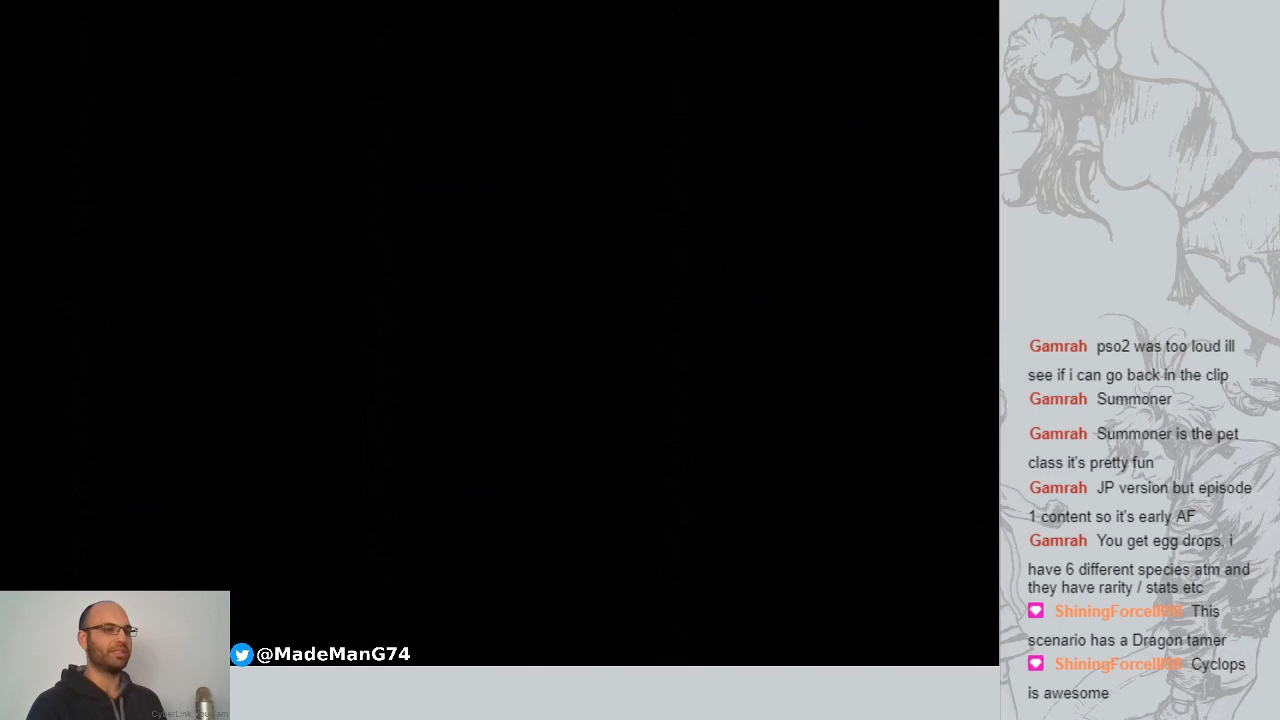 Gamrah pso2 was too loud ill
see if i can go back in the clip
Gamrah Summoner
Gamrah Summoner is the pet
class it's pretty fun
Gamrah JP version but episode
1 content so it's early AF
Gamrah You get egg drops, i
have 6 different species atm and
they have rarity / stats etc
This
scenario has a Dragon tamer
Cyclops
is awesome
@MadeManG74
CyberLink YouCam